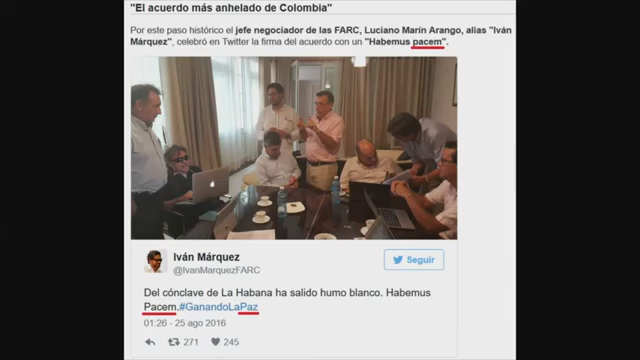 "El acuerdo más anhelado de Colombia"
Por este paso histórico el jefe negociador de las FARC, Luciano Marín Arango, alias "Iván
Márquez", celebró en Twitter la firma del acuerdo con un "Habemus pacem".
Iván Márquez
@IvanMarquezFARC
Seguir
Del cónclave de La Habana ha salido humo blanco. Habemus
Pacem.#GanandoLaPaz
01:26 - 25 ago 2016
271 245